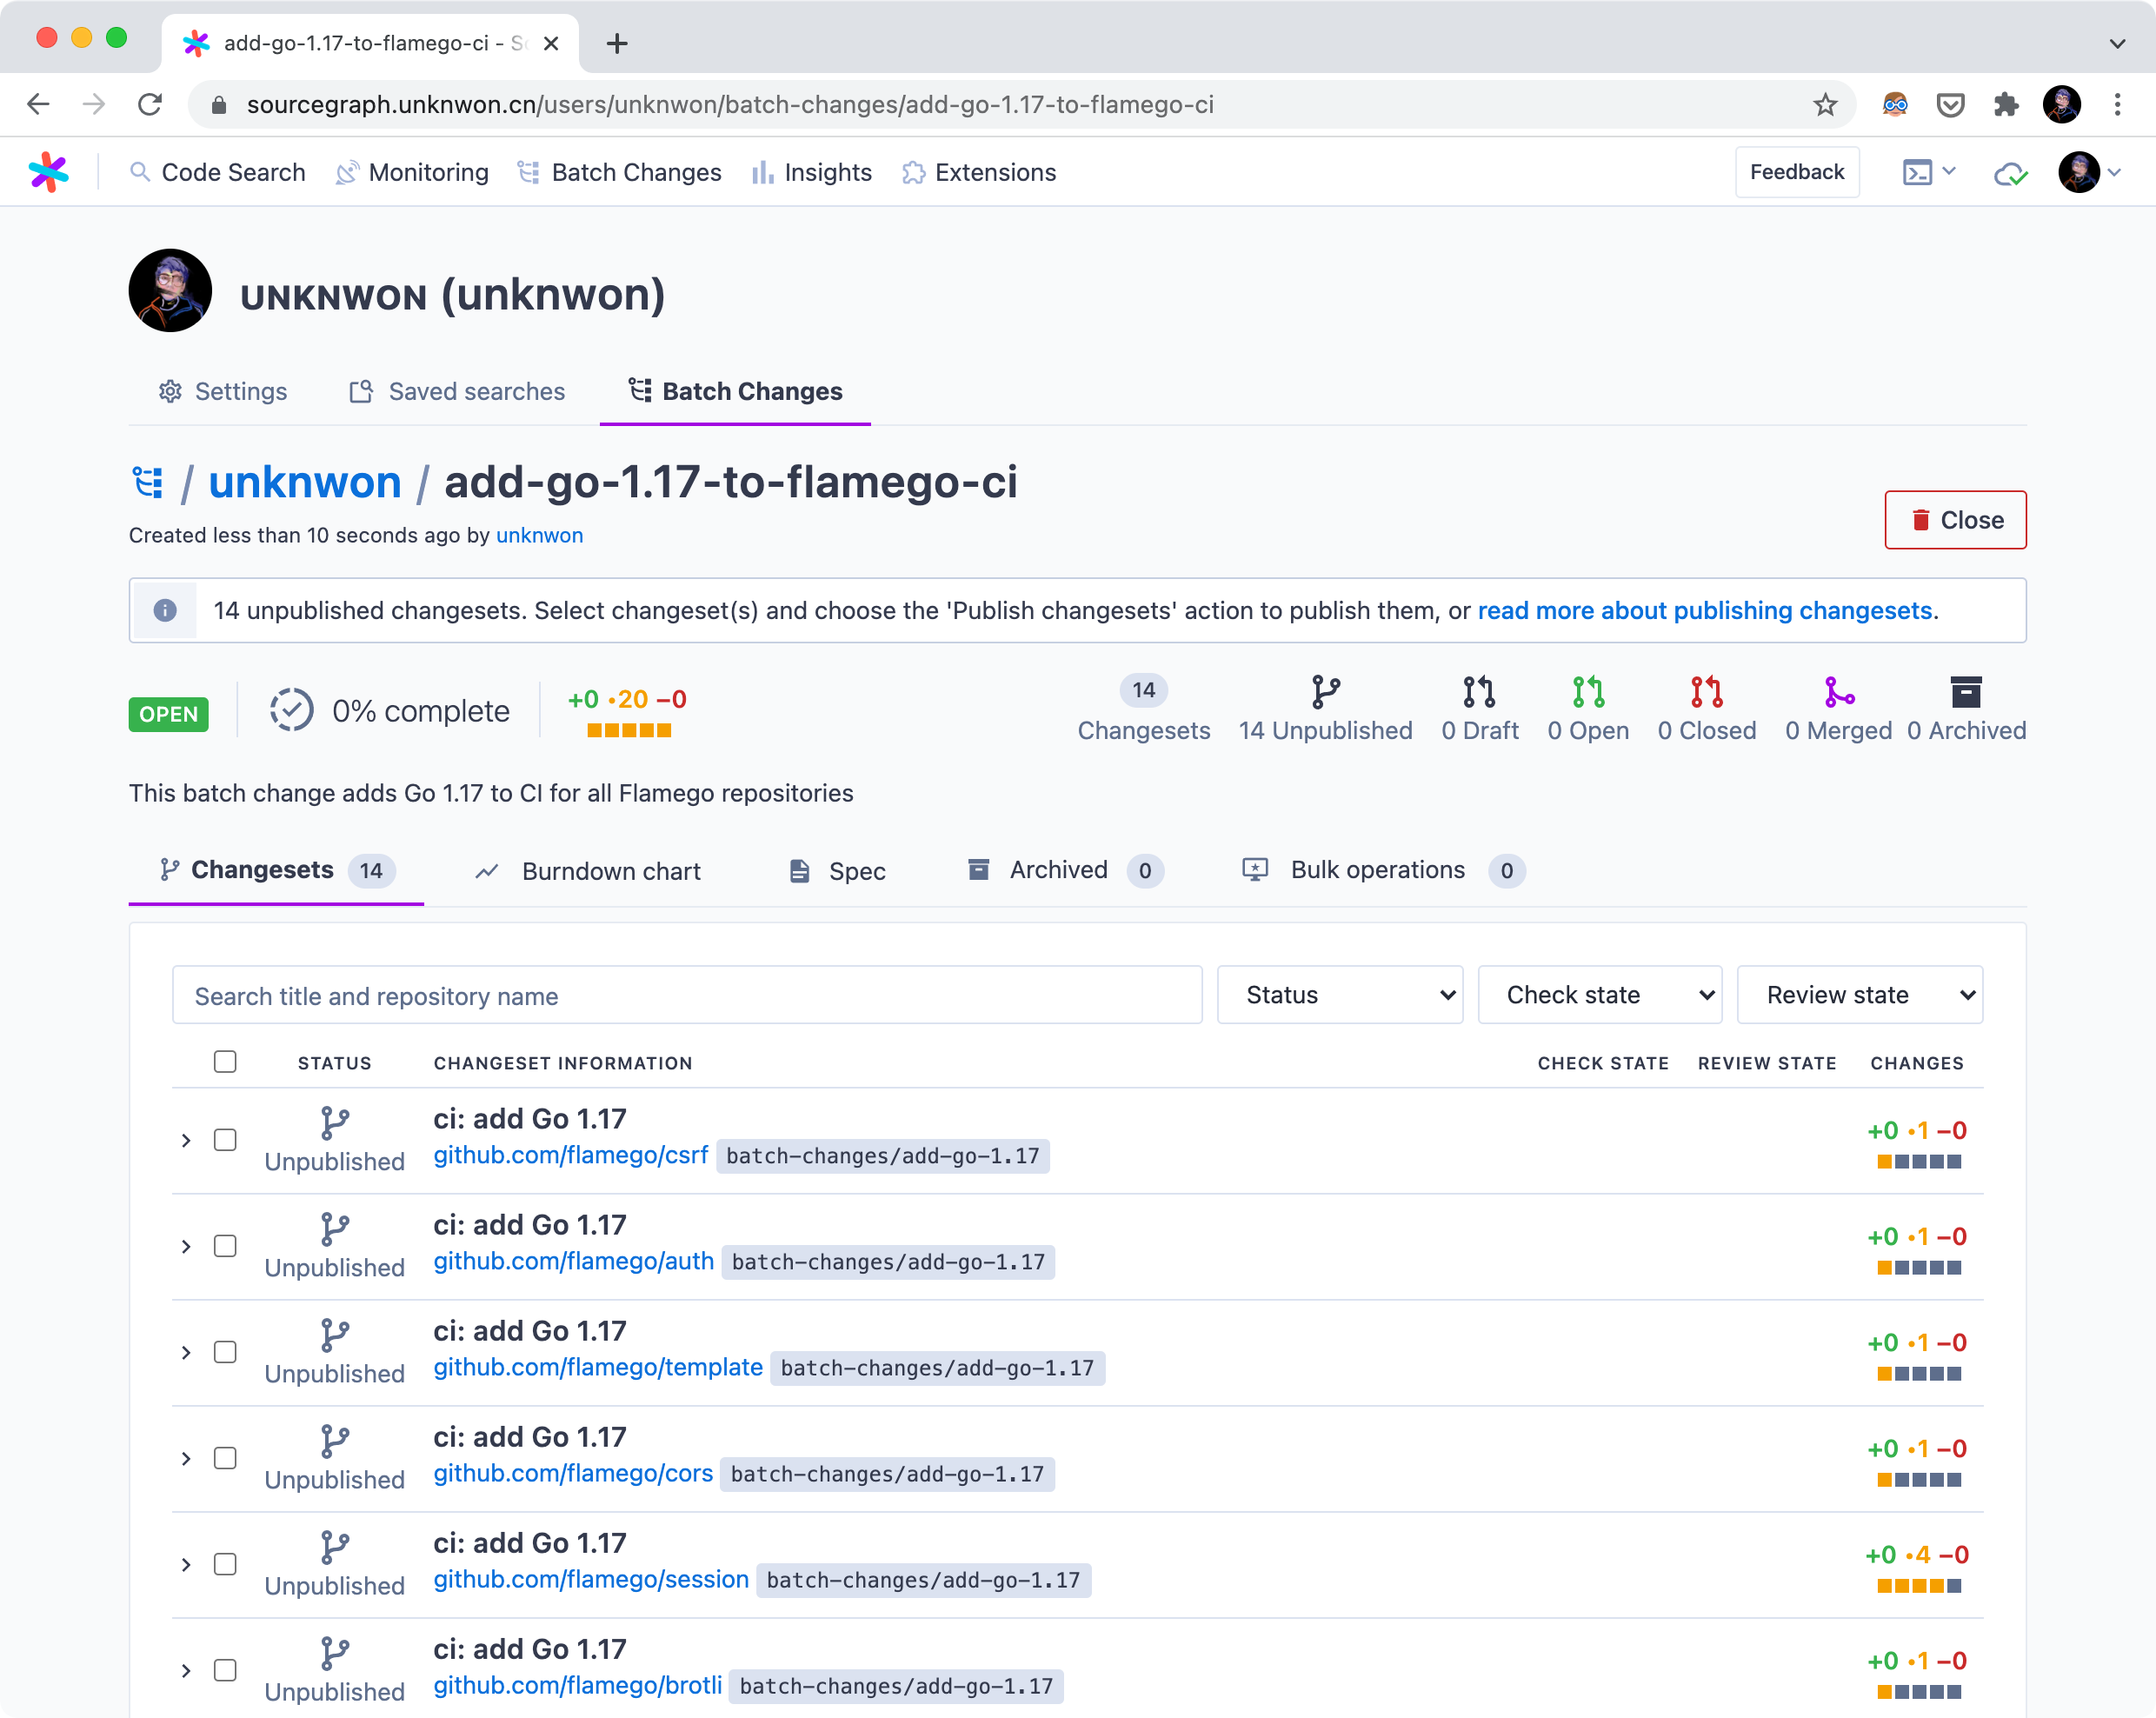 add-go-1.17-to-flamego-ci - S
sourcegraph.unknwon.cn/users/unknwon/batch-changes/add-go-1.17-to-flamego-ci
Code Search Monitoring Batch Changes Insights Extensions Feedback
ᴜɴᴋɴᴡᴏɴ (unknwon)
Settings Saved searches Batch Changes
/ unknwon / add-go-1.17-to-flamego-ci
Created less than 10 seconds ago by unknwon
Close
14 unpublished changesets. Select changeset(s) and choose the 'Publish changesets' action to publish them, or read more about publishing changesets.
OPEN 0% complete +0 •20 −0
14 Changesets 14 Unpublished 0 Draft 0 Open 0 Closed 0 Merged 0 Archived
This batch change adds Go 1.17 to CI for all Flamego repositories
Changesets 14 Burndown chart Spec Archived 0 Bulk operations 0
Search title and repository name Status Check state Review state
STATUS CHANGESET INFORMATION CHECK STATE REVIEW STATE CHANGES
ci: add Go 1.17
Unpublished github.com/flamego/csrf batch-changes/add-go-1.17 +0 •1 −0
ci: add Go 1.17
Unpublished github.com/flamego/auth batch-changes/add-go-1.17 +0 •1 −0
ci: add Go 1.17
Unpublished github.com/flamego/template batch-changes/add-go-1.17 +0 •1 −0
ci: add Go 1.17
Unpublished github.com/flamego/cors batch-changes/add-go-1.17 +0 •1 −0
ci: add Go 1.17
Unpublished github.com/flamego/session batch-changes/add-go-1.17 +0 •4 −0
ci: add Go 1.17
Unpublished github.com/flamego/brotli batch-changes/add-go-1.17 +0 •1 −0